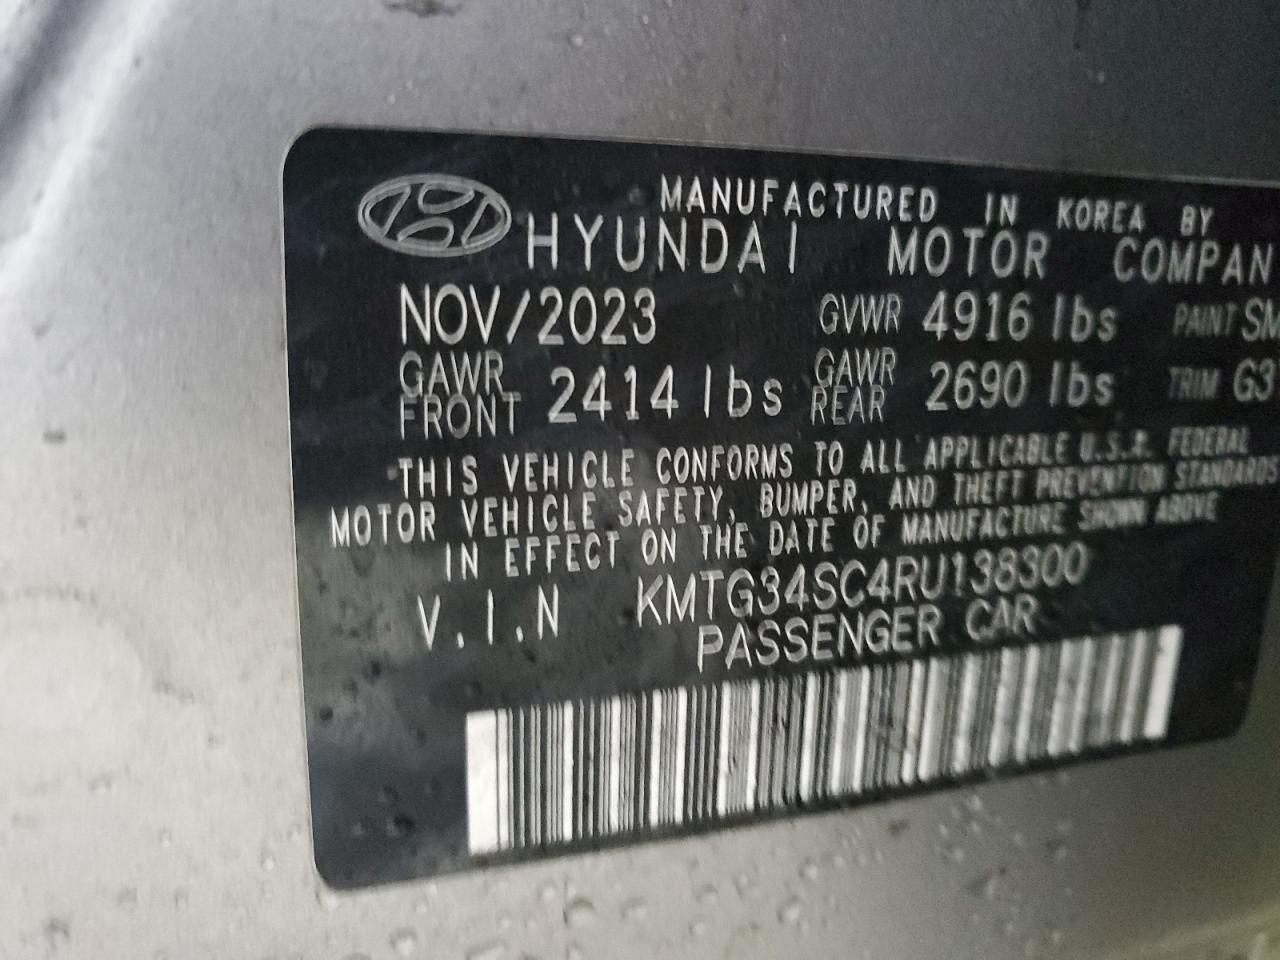 MANUFACTURED IN KOREA BY
HYUNDAI MOTOR COMPAN
NOV/2023 GVWR 4916 lbs PAINT SM
GAWR FRONT 2414 lbs GAWR REAR 2690 lbs TRIM G3
THIS VEHICLE CONFORMS TO ALL APPLICABLE U.S.A. FEDERAL
MOTOR VEHICLE SAFETY, BUMPER, AND THEFT PREVENTION STANDARDS
IN EFFECT ON THE DATE OF MANUFACTURE SHOWN ABOVE
V.I.N KMTG34SC4RU138300
PASSENGER CAR